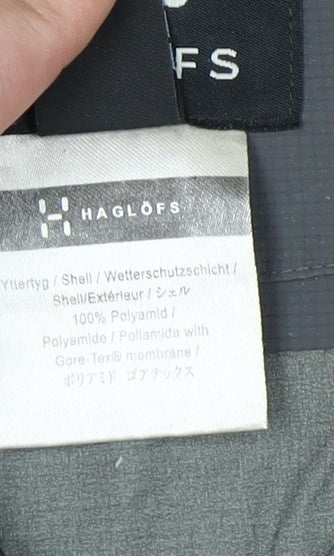 FS
HAGLÖFS
Yttertyg / Shell / Wetterschutzschicht /
Shell/Extérieur / シェル
100% Polyamid /
Polyamide / Poliamida with
Gore-Tex® membrane /
ポリアミド ゴアテックス